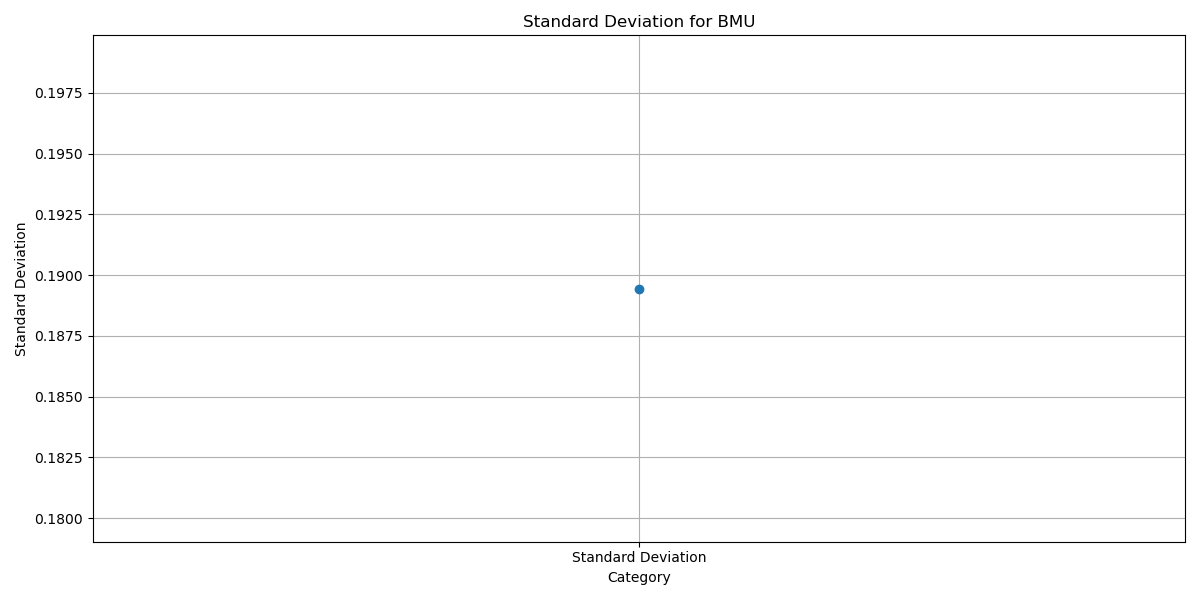 Standard Deviation for BMU
0.1975
0.1950
0.1925
0.1900
0.1875
0.1850
0.1825
0.1800
Standard Deviation
Standard Deviation
Category